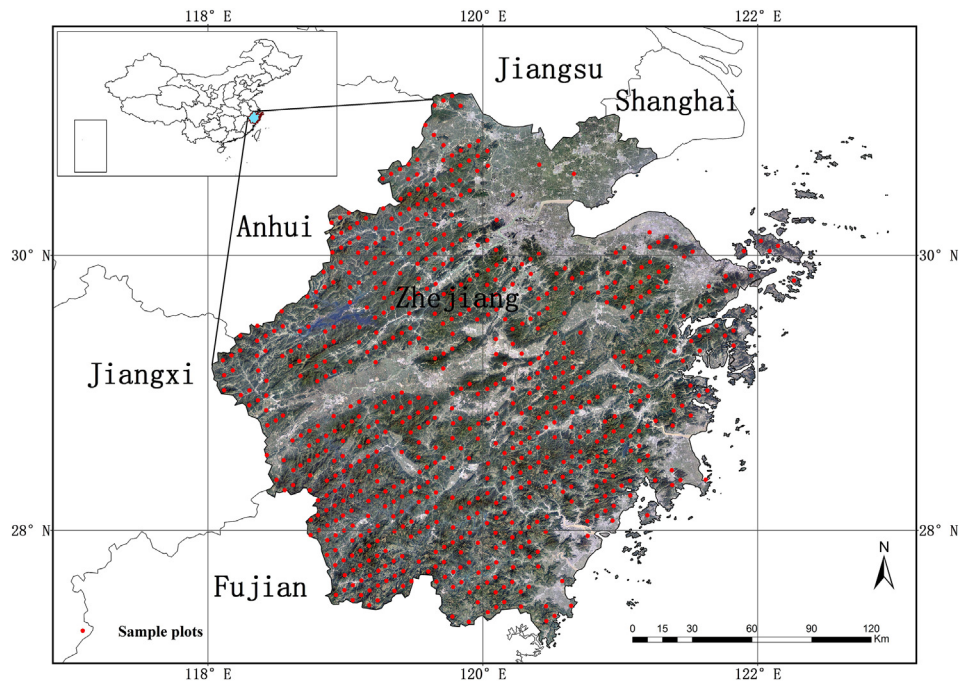 118° E
120° E
122° E
Jiangsu
Shanghai
Anhui
30° N
30° N
Zhejiang
Jiangxi
28° N
28° N
Fujian
N
Sample plots
0 15 30 60 90 120
Km
118° E
120° E
122° E